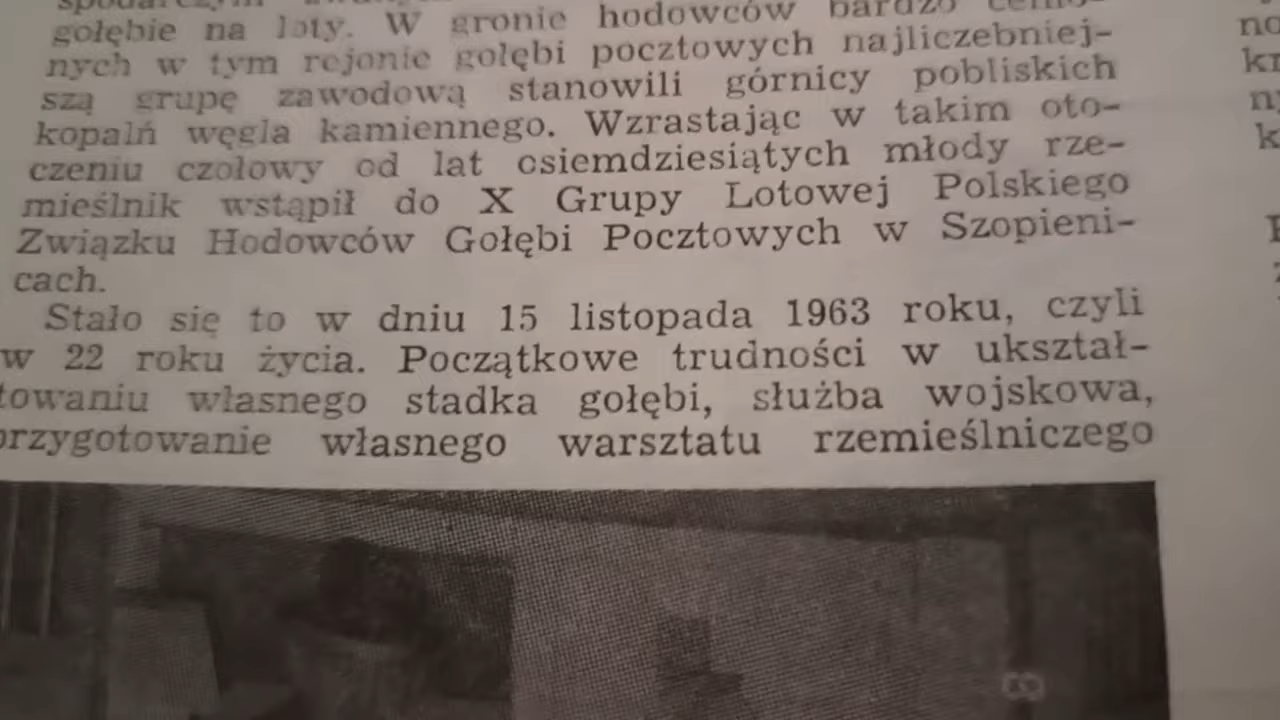 gołębie na loty. W gronie hodowców bardzo
nych w tym rejonie gołębi pocztowych najliczebniej-
szą grupę zawodową stanowili górnicy pobliskich
kopalń węgla kamiennego. Wzrastając w takim oto-
czeniu czołowy od lat osiemdziesiątych młody rze-
mieślnik wstąpił do X Grupy Lotowej Polskiego
Związku Hodowców Gołębi Pocztowych w Szopieni-
cach.
Stało się to w dniu 15 listopada 1963 roku, czyli
w 22 roku życia. Początkowe trudności w ukształ-
towaniu własnego stadka gołębi, służba wojskowa,
przygotowanie własnego warsztatu rzemieślniczego